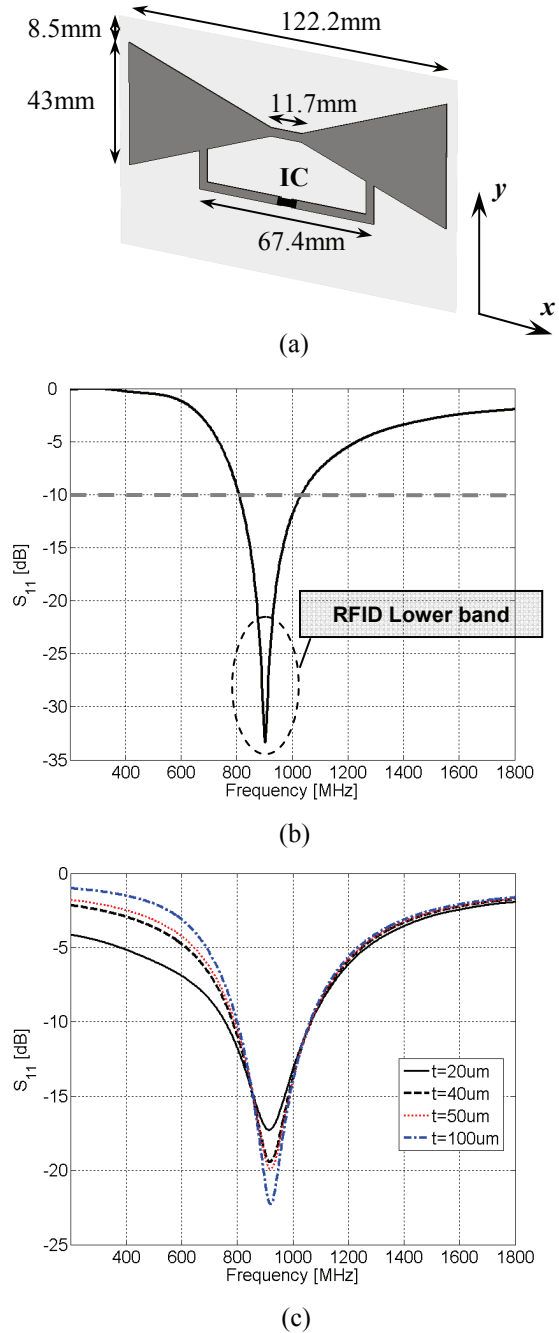 122.2mm
8.5mm
43mm
11.7mm
IC
67.4mm
y
x
(a)
0
-5
-10
-15
-20
-25
-30
-35
S11 [dB]
RFID Lower band
400 600 800 1000 1200 1400 1600 1800
Frequency [MHz]
(b)
0
-5
-10
-15
-20
-25
S11 [dB]
t=20um
t=40um
t=50um
t=100um
400 600 800 1000 1200 1400 1600 1800
Frequency [MHz]
(c)